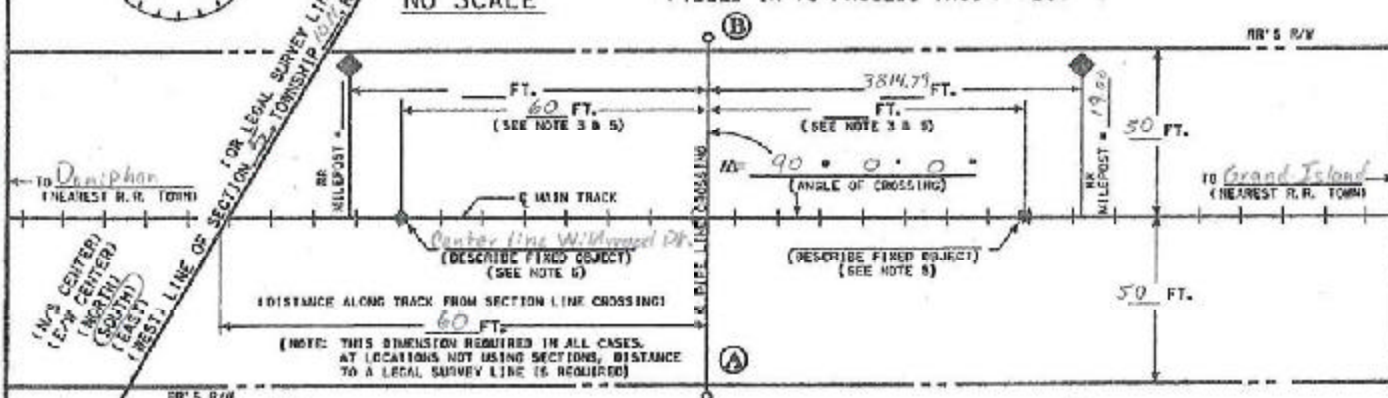 NO SCALE
Ⓑ
RR'S R/W
(OR LEGAL SURVEY LI
FT.
3814.79 FT.
60 FT.
(SEE NOTE 3 & 5)
FT.
(SEE NOTE 3 & 5)
19.00
50 FT.
TOWNSHIP
RR
MILEPOST =
90 ° 0 ' 0 "
(ANGLE OF CROSSING)
RR
MILEPOST =
TO Doniphan
(NEAREST R.R. TOWN)
TO Grand Island
(NEAREST R.R. TOWN)
LINE OF SECTION
℄ MAIN TRACK
PIPE LINE CROSSING
Center line Wildwood Dr.
(DESCRIBE FIXED OBJECT)
(SEE NOTE 5)
(DESCRIBE FIXED OBJECT)
(SEE NOTE 5)
(N/S CENTER)
(E/W CENTER)
(NORTH)
(SOUTH)
(EAST)
(WEST)
(DISTANCE ALONG TRACK FROM SECTION LINE CROSSING)
50 FT.
60 FT.
(NOTE: THIS DIMENSION REQUIRED IN ALL CASES.
AT LOCATIONS NOT USING SECTIONS, DISTANCE
TO A LEGAL SURVEY LINE IS REQUIRED)
Ⓐ
RR'S R/W